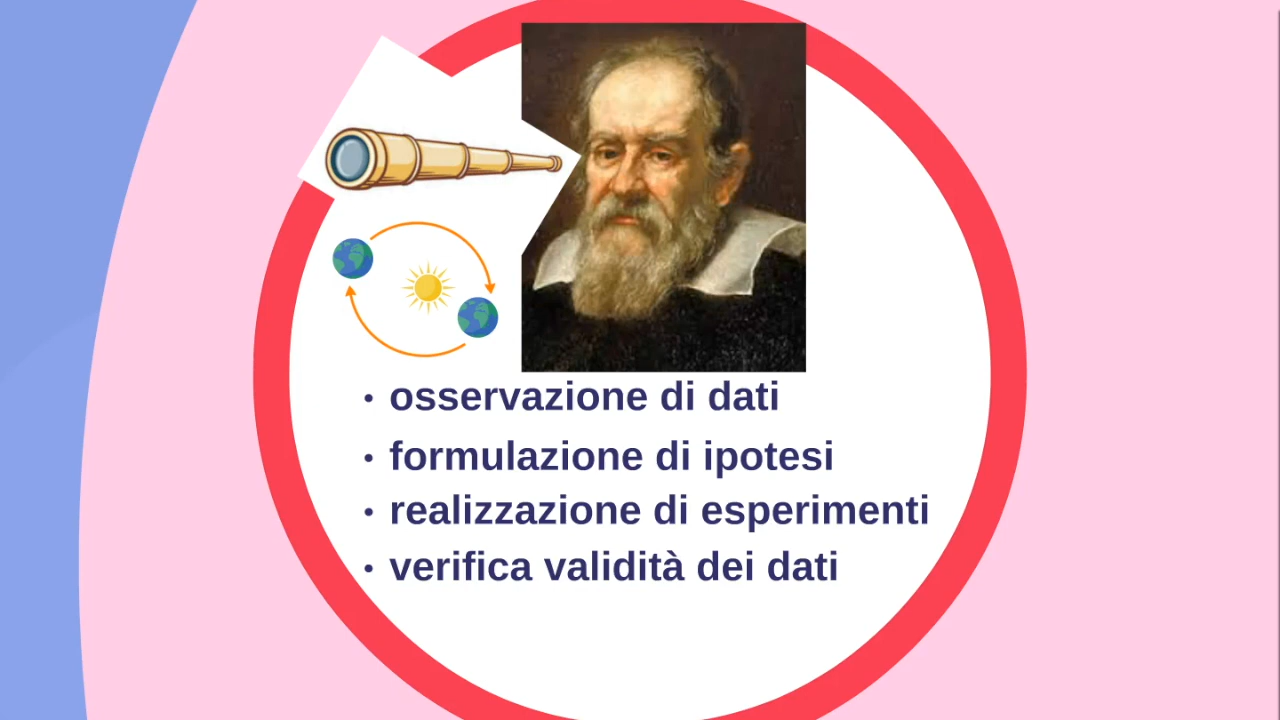 • osservazione di dati
• formulazione di ipotesi
• realizzazione di esperimenti
• verifica validità dei dati